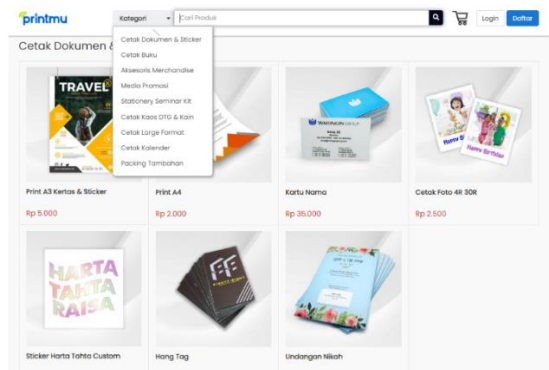 printmu
Kategori
Cari Produk
Login
Daftar
Cetak Dokumen &
Cetak Dokumen & Sticker
Cetak Buku
Aksesoris Merchandise
Media Promosi
Stationery Seminar Kit
Cetak Kaos DTG & Kain
Cetak Large Format
Cetak Kalender
Packing Tambahan
TRAVEL
Print A3 Kertas & Sticker
Rp 5.000
Print A4
Rp 2.000
Kartu Nama
Rp 35.000
Happy Birthday
Cetak Foto 4R 30R
Rp 2.500
HARTA
TAHTA
RAISA
Sticker Harta Tahta Custom
Hang Tag
Undangan Nikah